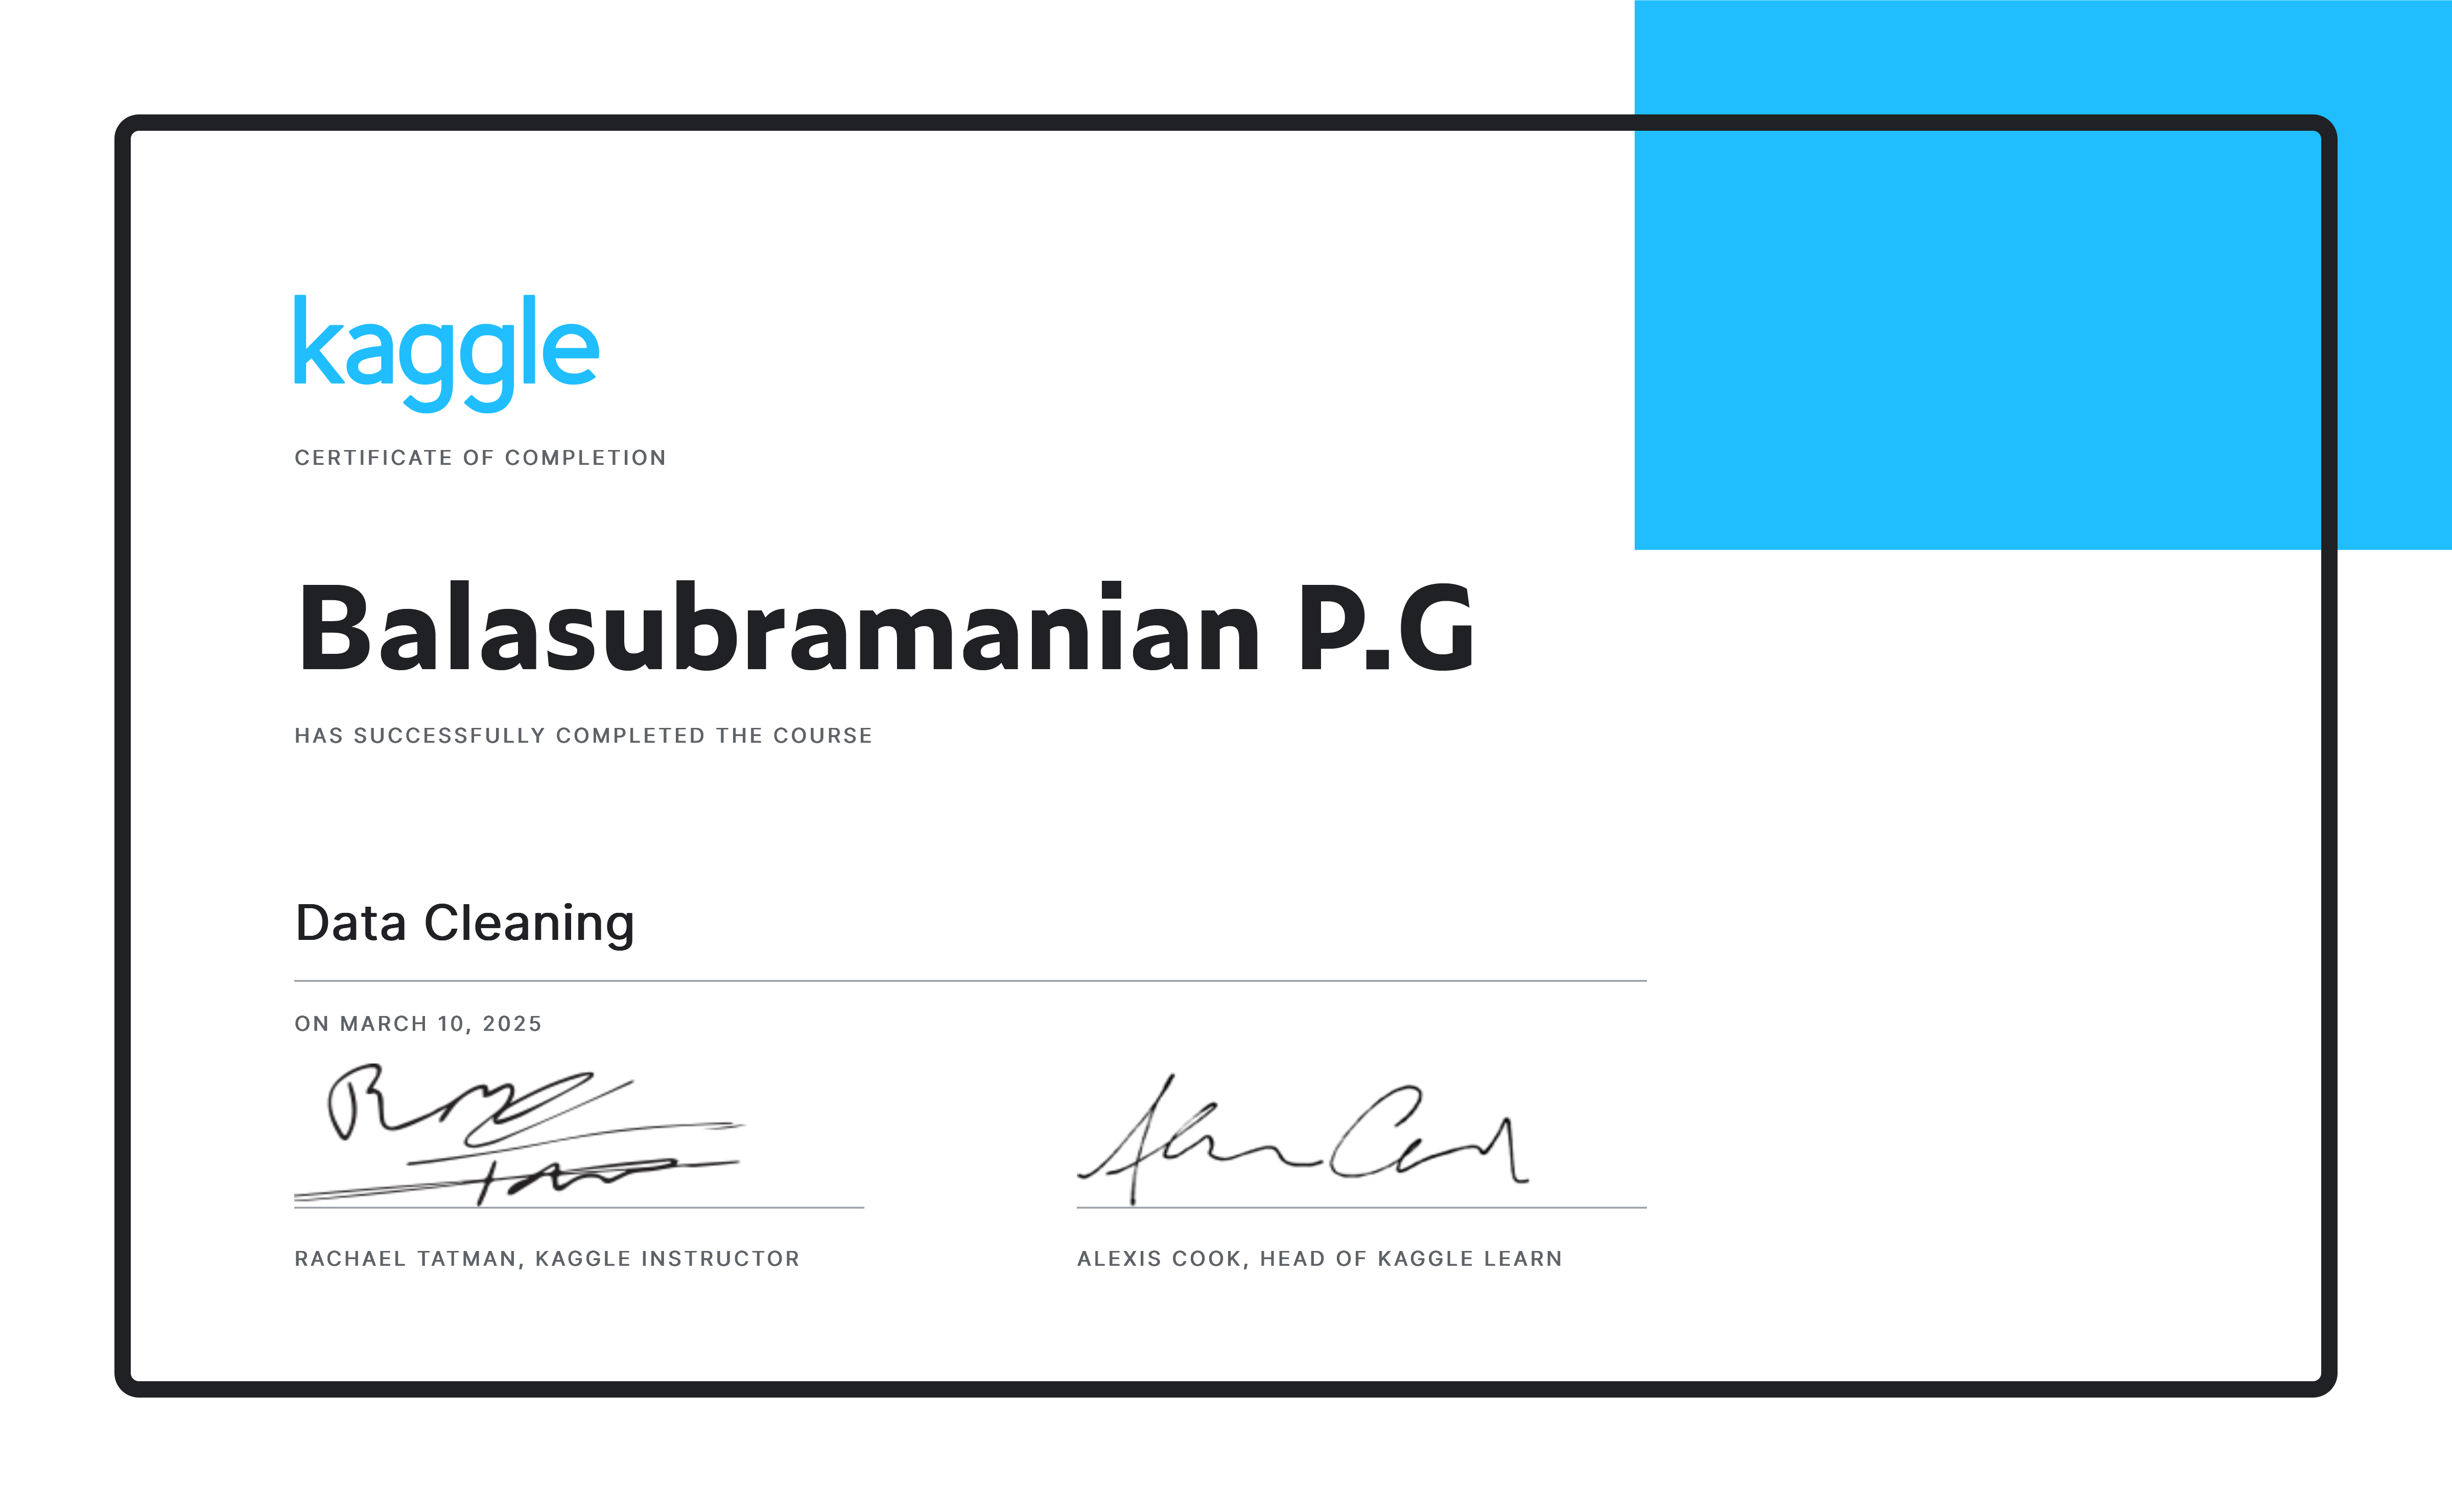 kaggle
CERTIFICATE OF COMPLETION
Balasubramanian P.G
HAS SUCCESSFULLY COMPLETED THE COURSE
Data Cleaning
ON MARCH 10, 2025
RACHAEL TATMAN, KAGGLE INSTRUCTOR
ALEXIS COOK, HEAD OF KAGGLE LEARN